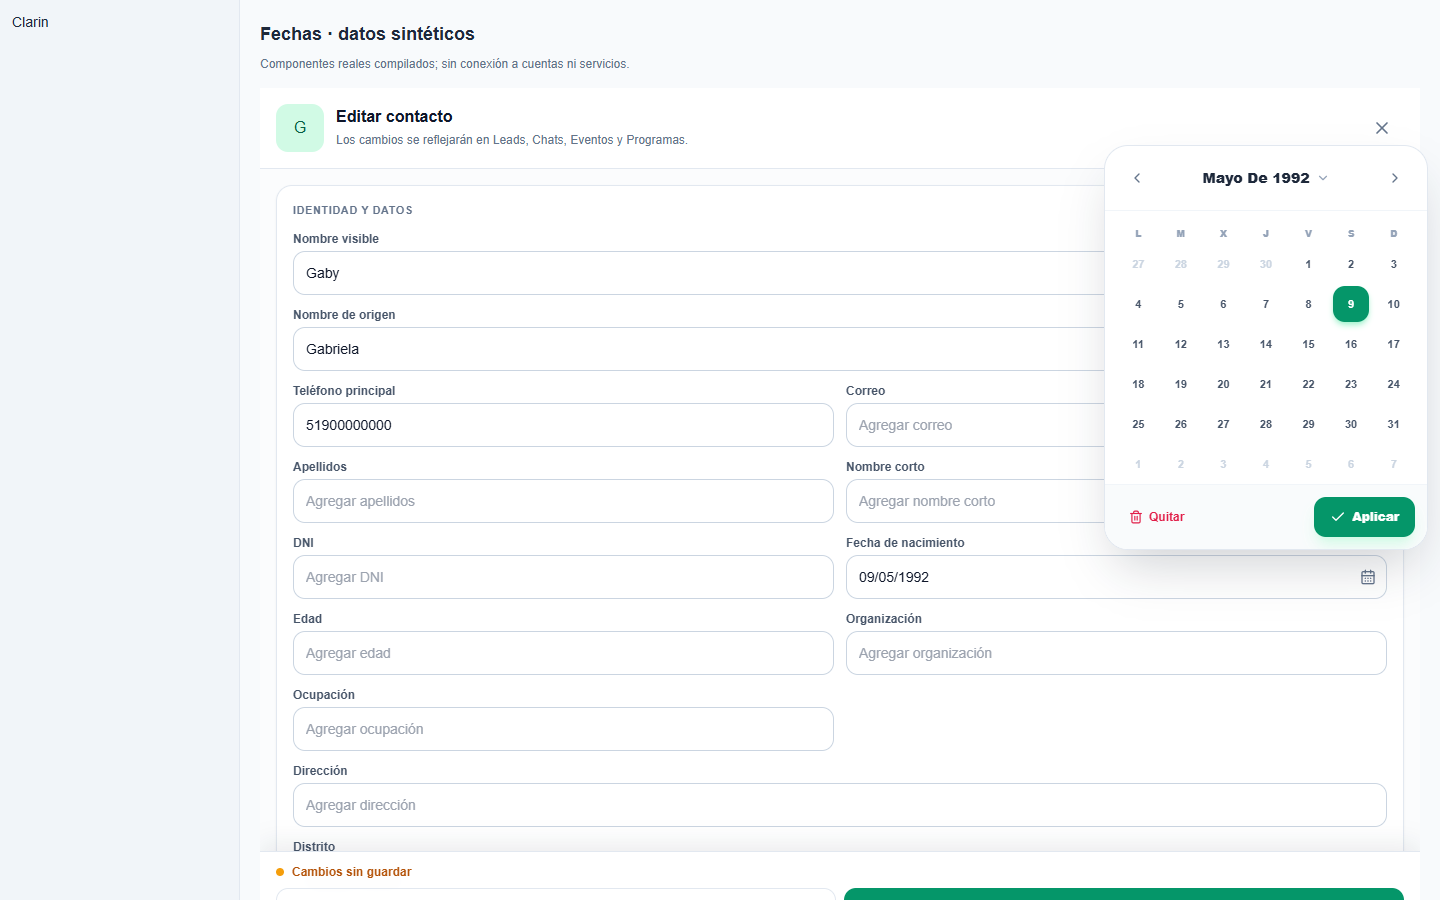 Clarin
Fechas · datos sintéticos
Componentes reales compilados; sin conexión a cuentas ni servicios.
G
Editar contacto
Los cambios se reflejarán en Leads, Chats, Eventos y Programas.
IDENTIDAD Y DATOS
Nombre visible
Gaby
Nombre de origen
Gabriela
Teléfono principal
51900000000
Correo
Agregar correo
Apellidos
Agregar apellidos
Nombre corto
Agregar nombre corto
DNI
Agregar DNI
Fecha de nacimiento
09/05/1992
Edad
Agregar edad
Organización
Agregar organización
Ocupación
Agregar ocupación
Dirección
Agregar dirección
Distrito
Cambios sin guardar
Mayo De 1992
L M X J V S D
27 28 29 30 1 2 3
4 5 6 7 8 9 10
11 12 13 14 15 16 17
18 19 20 21 22 23 24
25 26 27 28 29 30 31
1 2 3 4 5 6 7
Quitar
Aplicar